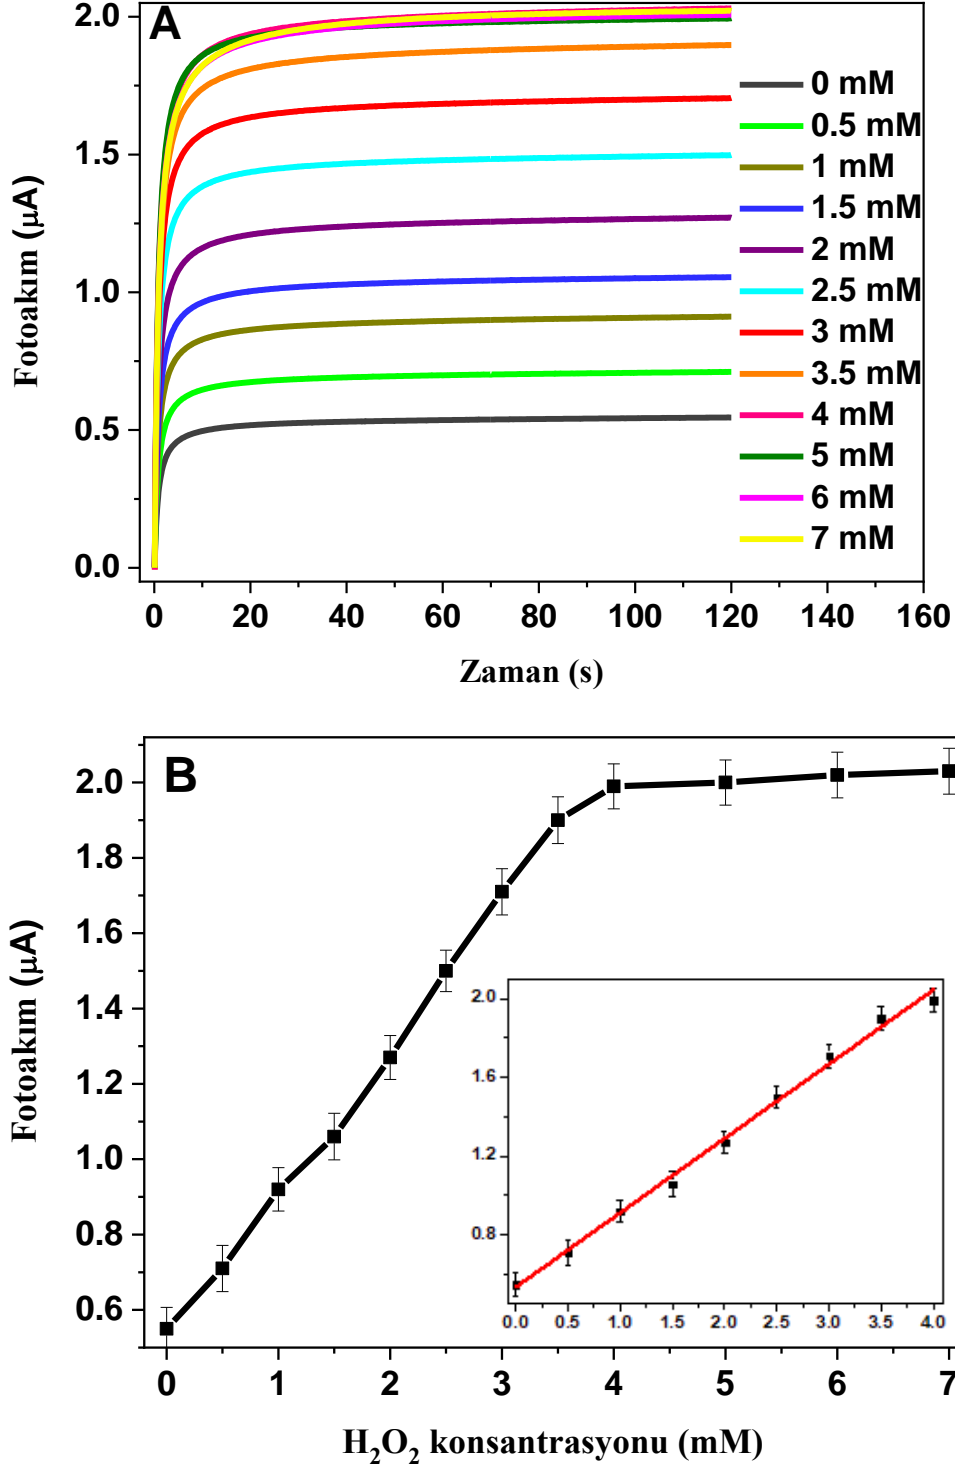 A
2.0
1.5
1.0
0.5
0.0
Fotoakım (μA)
0 mM
0.5 mM
1 mM
1.5 mM
2 mM
2.5 mM
3 mM
3.5 mM
4 mM
5 mM
6 mM
7 mM
0 20 40 60 80 100 120 140 160
Zaman (s)
B
2.0
1.8
1.6
1.4
1.2
1.0
0.8
0.6
Fotoakım (μA)
2.0
1.6
1.2
0.8
0.0 0.5 1.0 1.5 2.0 2.5 3.0 3.5 4.0
0 1 2 3 4 5 6 7
H₂O₂ konsantrasyonu (mM)